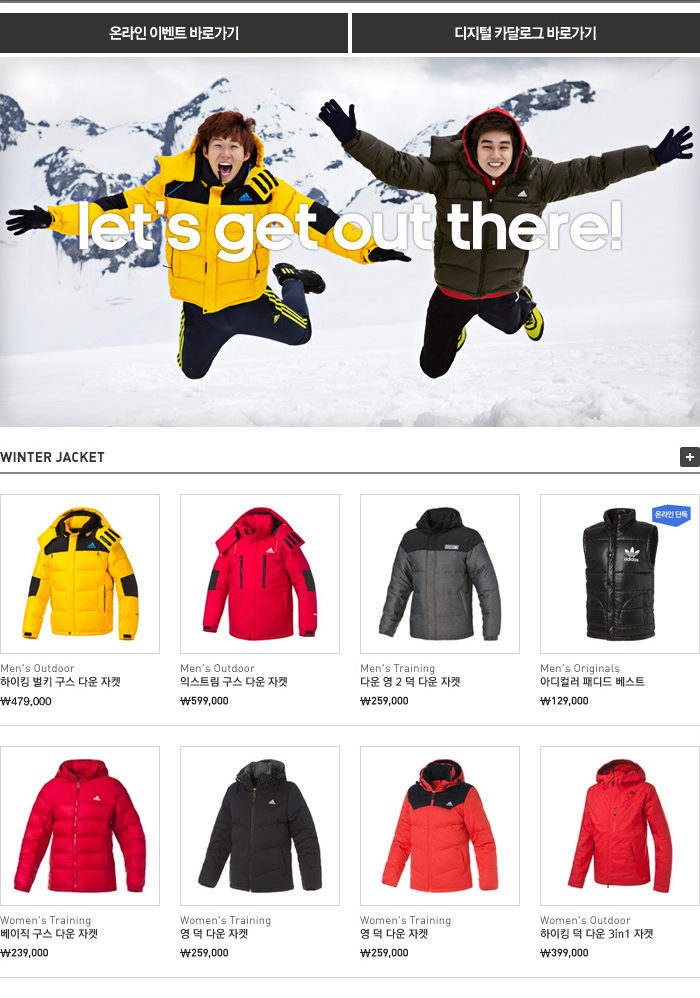 온라인 이벤트 바로가기
디지털 카달로그 바로가기
let's get out there!
WINTER JACKET
온라인 단독
adidas
Men's Outdoor
하이킹 벌키 구스 다운 자켓
₩479,000
Men's Outdoor
익스트림 구스 다운 자켓
₩599,000
Men's Training
다운 영 2 덕 다운 자켓
₩259,000
Men's Originals
아디컬러 패디드 베스트
₩129,000
Women's Training
베이직 구스 다운 자켓
₩239,000
Women's Training
영 덕 다운 자켓
₩259,000
Women's Training
영 덕 다운 자켓
₩259,000
Women's Outdoor
하이킹 덕 다운 3in1 자켓
₩399,000